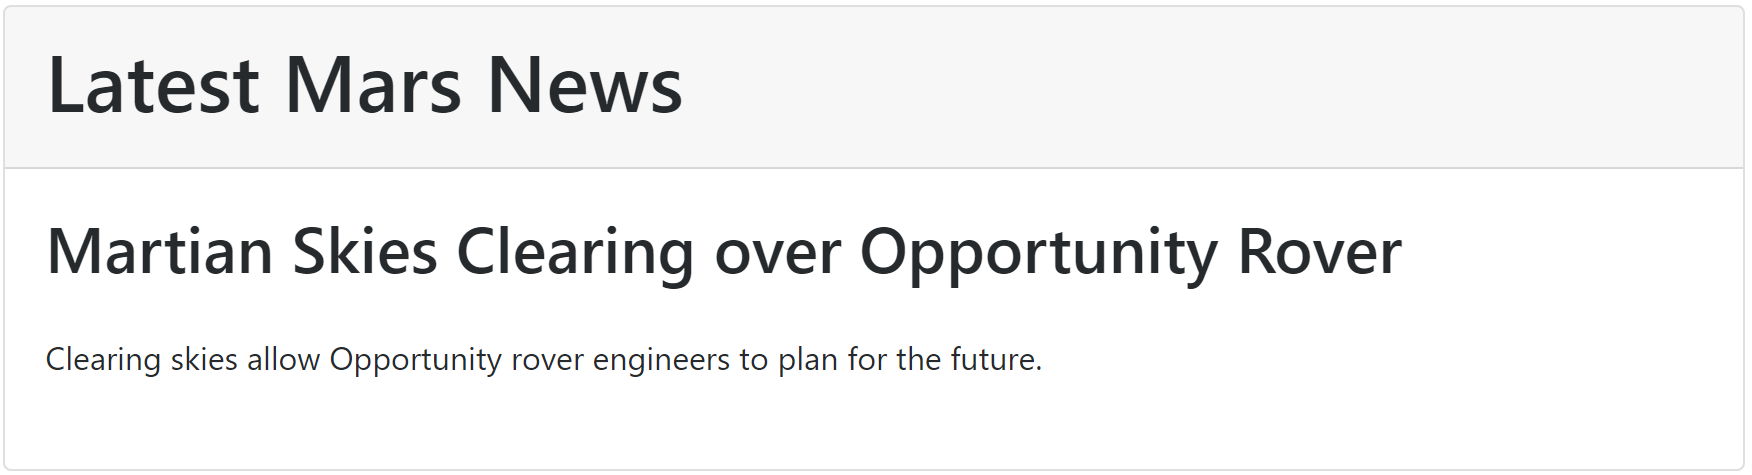 Latest Mars News
Martian Skies Clearing over Opportunity Rover
Clearing skies allow Opportunity rover engineers to plan for the future.